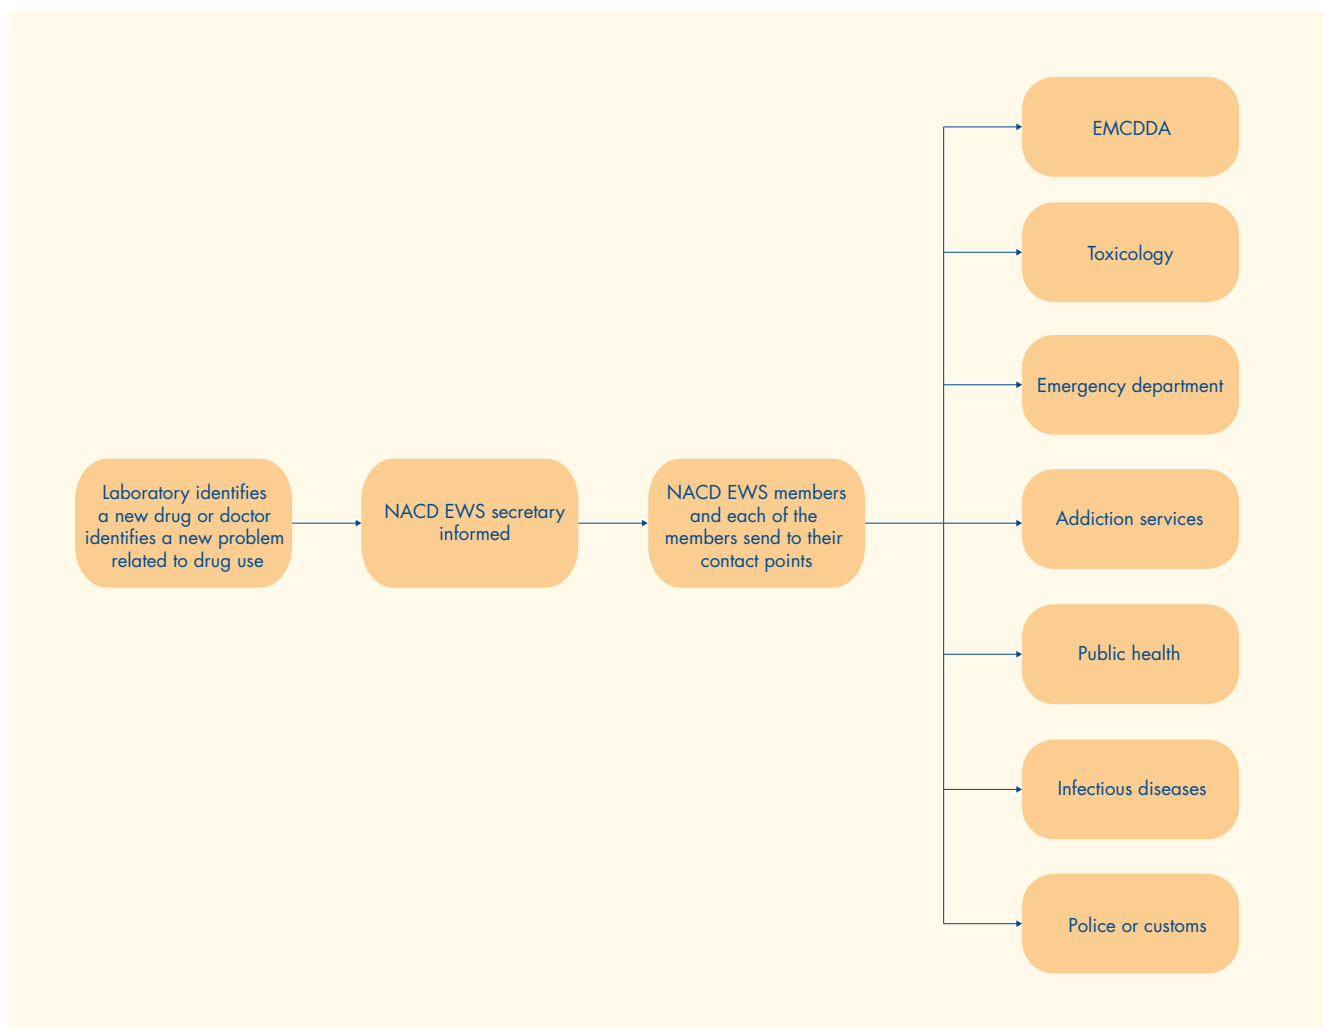 Laboratory identifies
a new drug or doctor
identifies a new problem
related to drug use
NACD EWS secretary
informed
NACD EWS members
and each of the
members send to their
contact points
EMCDDA
Toxicology
Emergency department
Addiction services
Public health
Infectious diseases
Police or customs